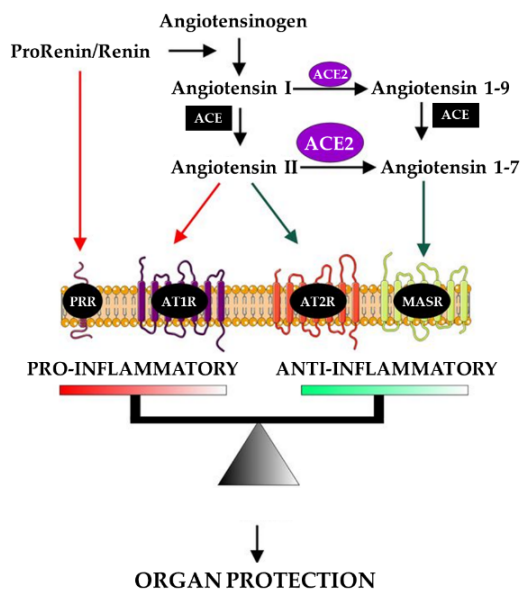 Angiotensinogen
ProRenin/Renin
Angiotensin I
ACE2
Angiotensin 1-9
ACE
ACE
Angiotensin II
ACE2
Angiotensin 1-7
PRR
AT1R
AT2R
MASR
PRO-INFLAMMATORY
ANTI-INFLAMMATORY
ORGAN PROTECTION